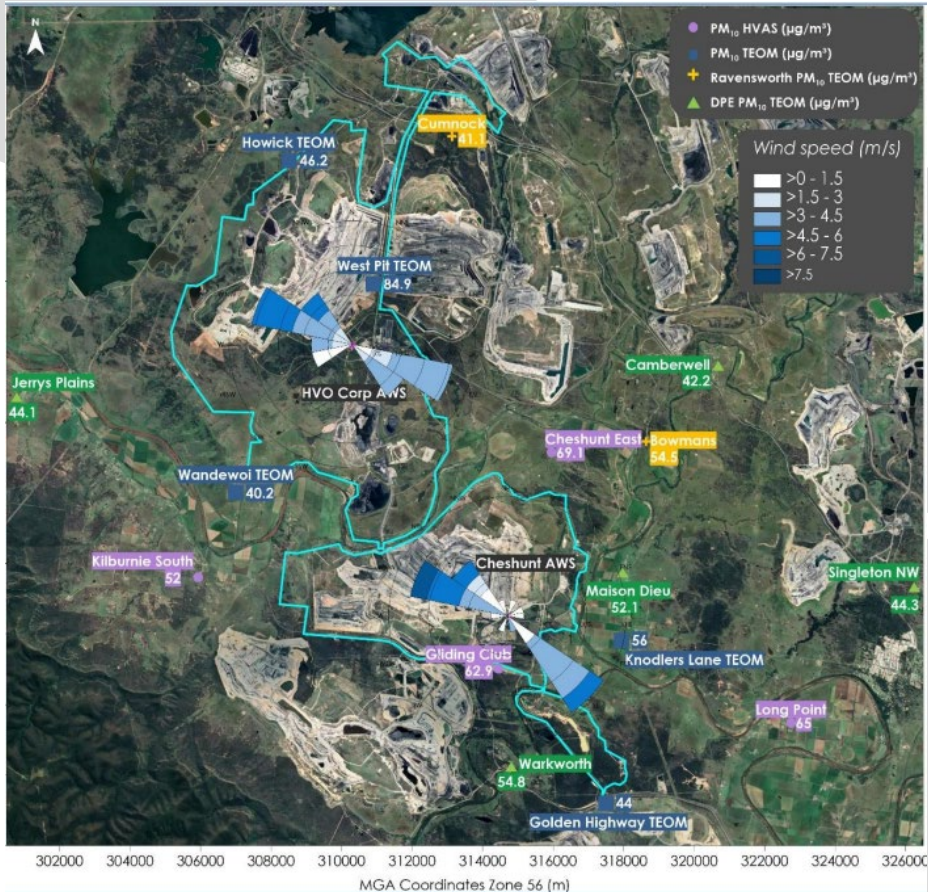 N
PM₁₀ HVAS (µg/m³)
PM₁₀ TEOM (µg/m³)
Ravensworth PM₁₀ TEOM (µg/m³)
DPE PM₁₀ TEOM (µg/m³)
Wind speed (m/s)
>0 - 1.5
>1.5 - 3
>3 - 4.5
>4.5 - 6
>6 - 7.5
>7.5
Cumnock
41.1
Howick TEOM
46.2
West Pit TEOM
84.9
HVO Corp AWS
Camberwell
42.2
Jerrys Plains
44.1
Cheshunt East
69.1
Bowmans
54.5
Wandewoi TEOM
40.2
Kilburnie South
52
Cheshunt AWS
Maison Dieu
52.1
Singleton NW
44.3
56
Knodlers Lane TEOM
Gliding Club
62.9
Long Point
65
Warkworth
54.8
44
Golden Highway TEOM
302000 304000 306000 308000 310000 312000 314000 316000 318000 320000 322000 324000 326000
MGA Coordinates Zone 56 (m)